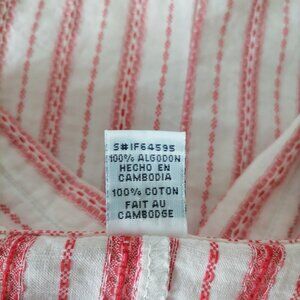 S#IF64595
100% ALGODON
HECHO EN
CAMBODIA
100% COTON
FAIT AU
CAMBODGE